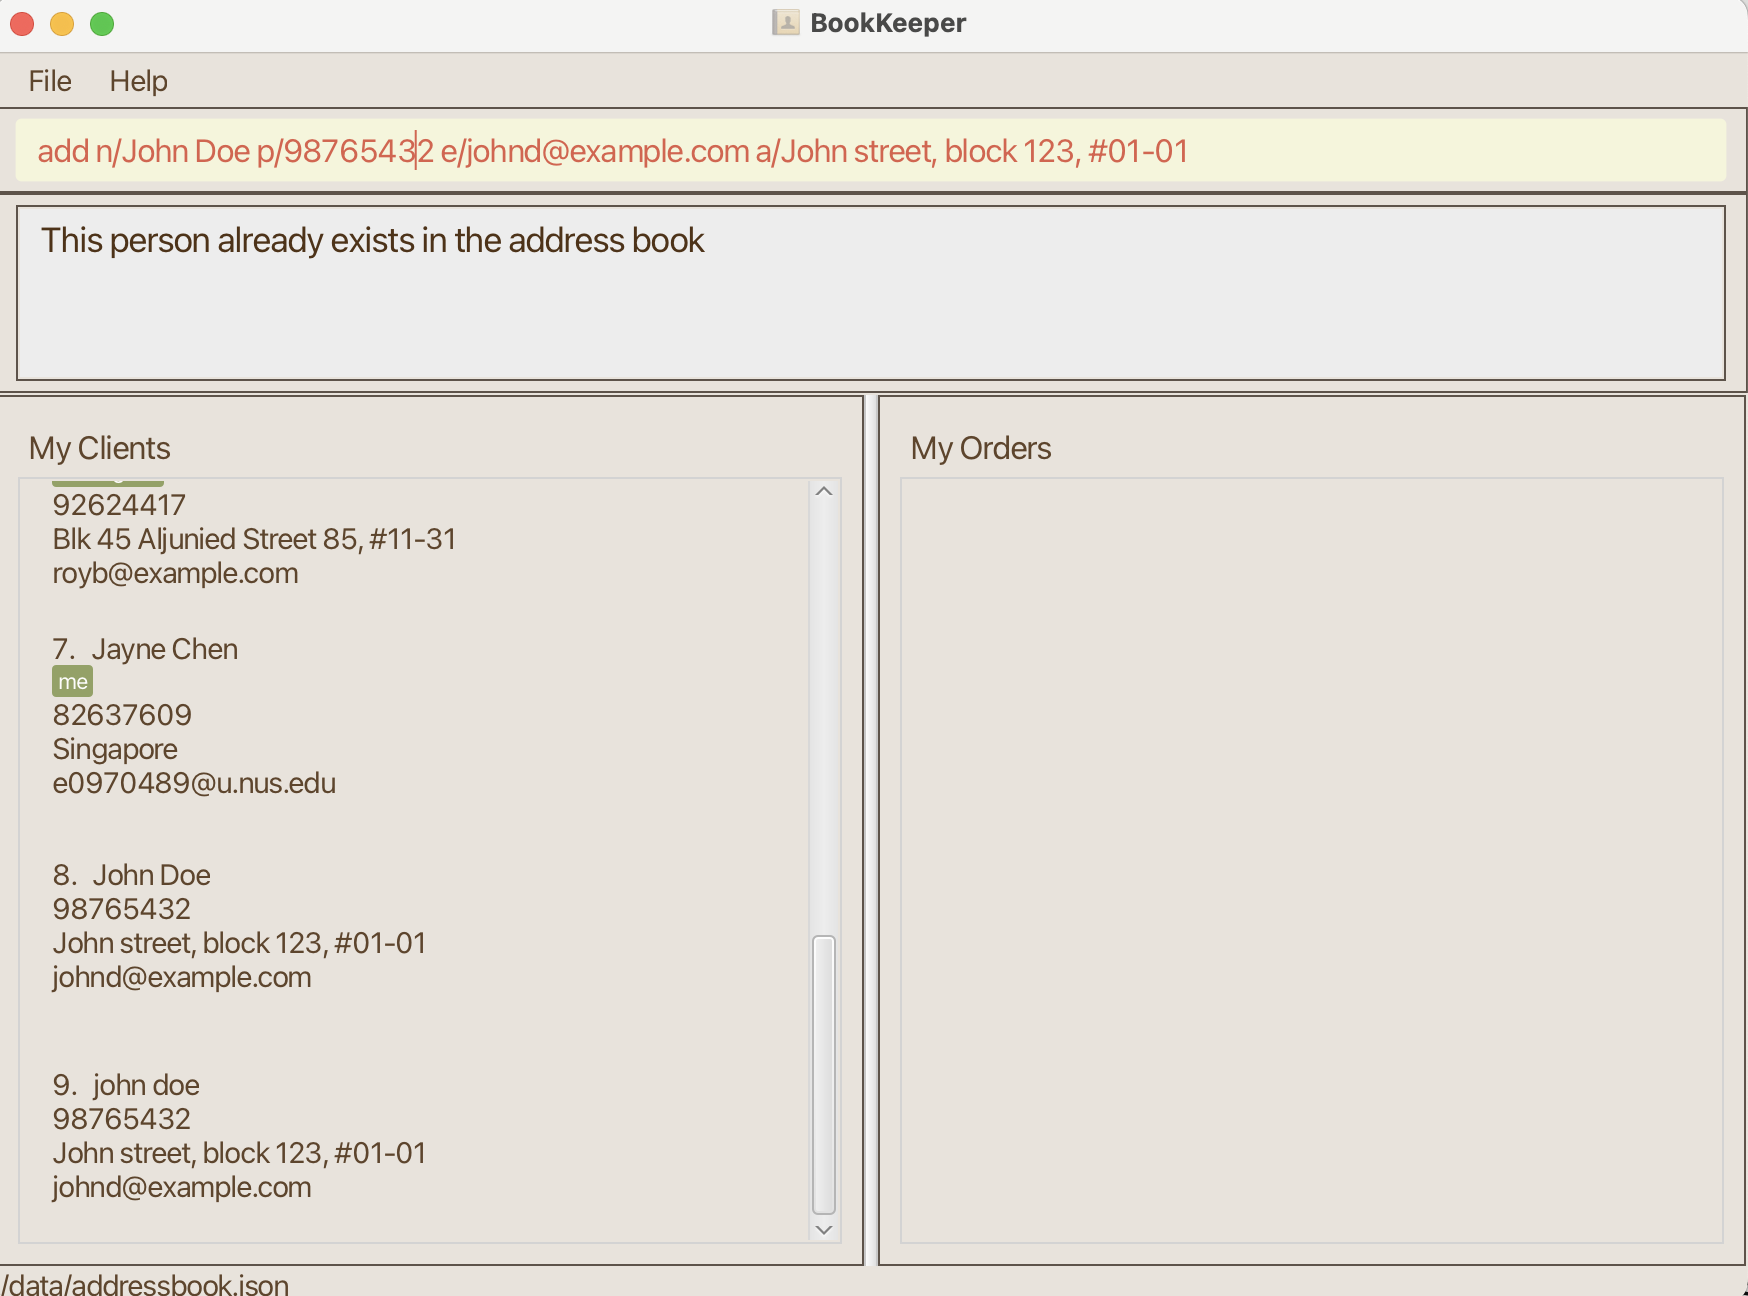 BookKeeper
File Help
add n/John Doe p/98765432 e/johnd@example.com a/John street, block 123, #01-01
This person already exists in the address book
My Clients
92624417
Blk 45 Aljunied Street 85, #11-31
royb@example.com
7. Jayne Chen
me
82637609
Singapore
e0970489@u.nus.edu
8. John Doe
98765432
John street, block 123, #01-01
johnd@example.com
9. john doe
98765432
John street, block 123, #01-01
johnd@example.com
My Orders
/data/addressbook.json